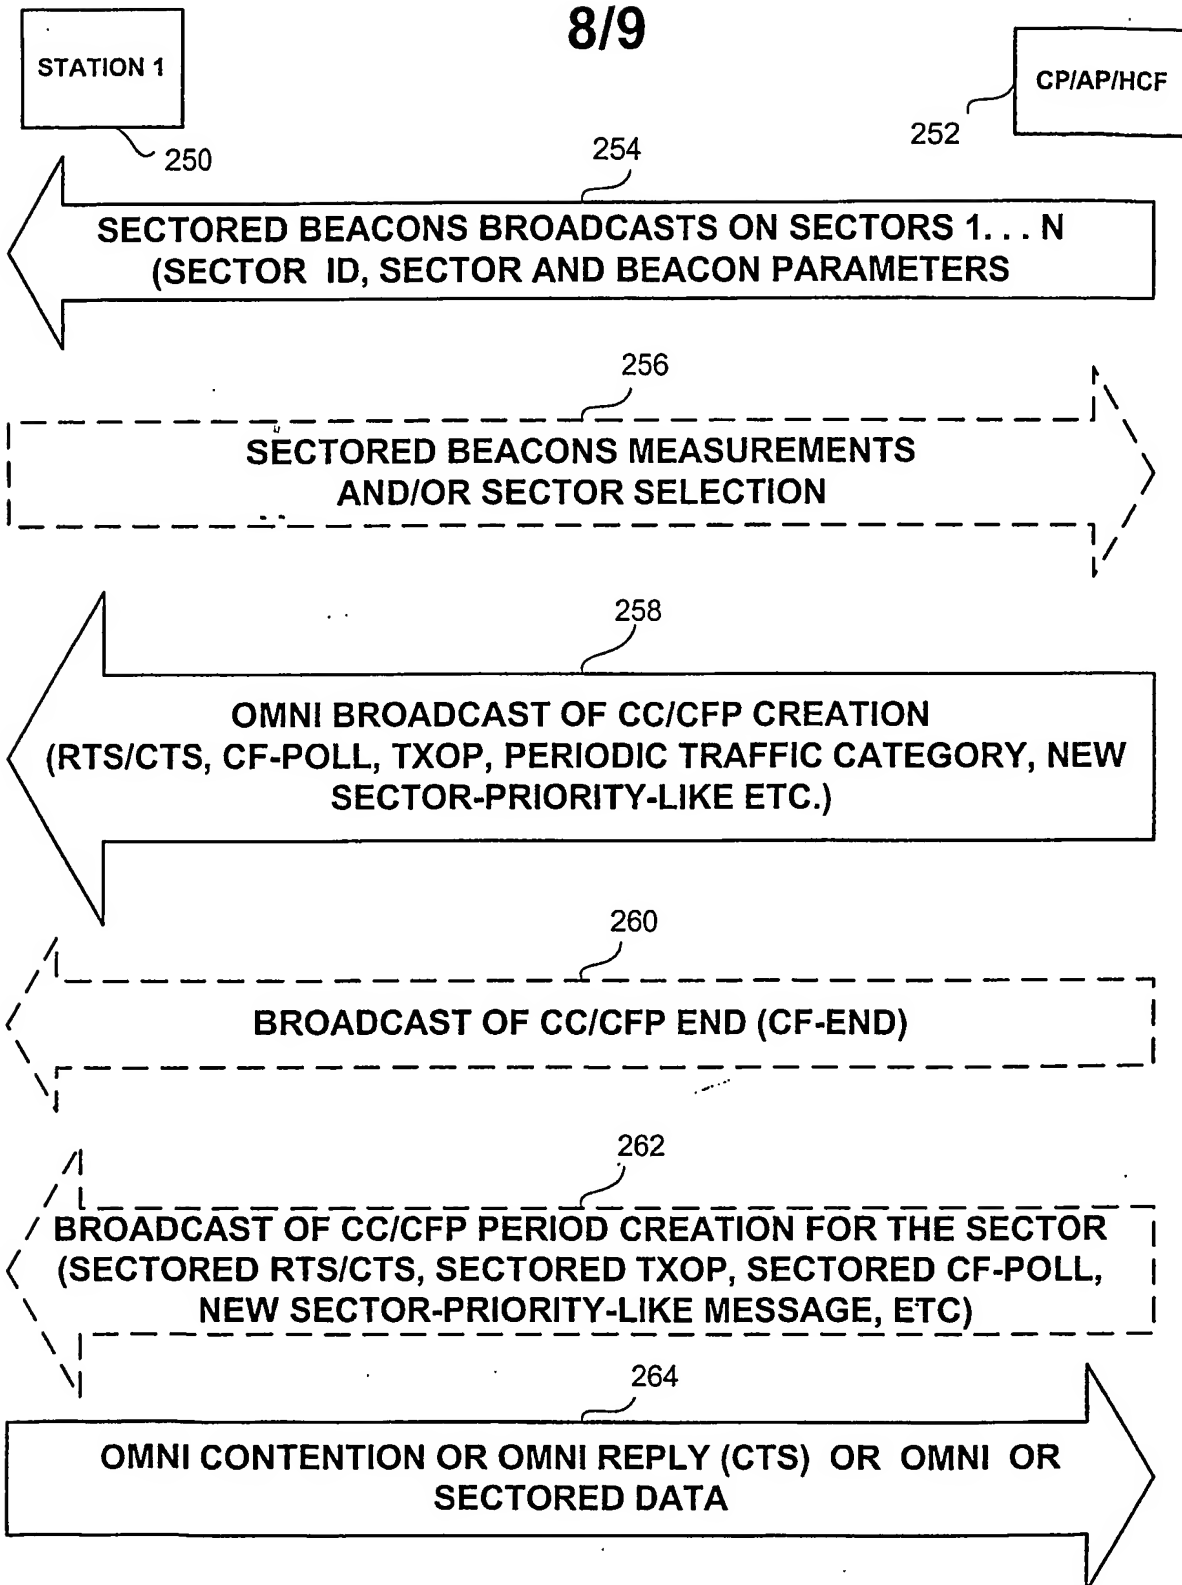 8/9
STATION 1
CP/AP/HCF
250
252
254
SECTORED BEACONS BROADCASTS ON SECTORS 1. . . N
(SECTOR ID, SECTOR AND BEACON PARAMETERS
256
SECTORED BEACONS MEASUREMENTS
AND/OR SECTOR SELECTION
258
OMNI BROADCAST OF CC/CFP CREATION
(RTS/CTS, CF-POLL, TXOP, PERIODIC TRAFFIC CATEGORY, NEW
SECTOR-PRIORITY-LIKE ETC.)
260
BROADCAST OF CC/CFP END (CF-END)
262
BROADCAST OF CC/CFP PERIOD CREATION FOR THE SECTOR
(SECTORED RTS/CTS, SECTORED TXOP, SECTORED CF-POLL,
NEW SECTOR-PRIORITY-LIKE MESSAGE, ETC)
264
OMNI CONTENTION OR OMNI REPLY (CTS) OR OMNI OR
SECTORED DATA